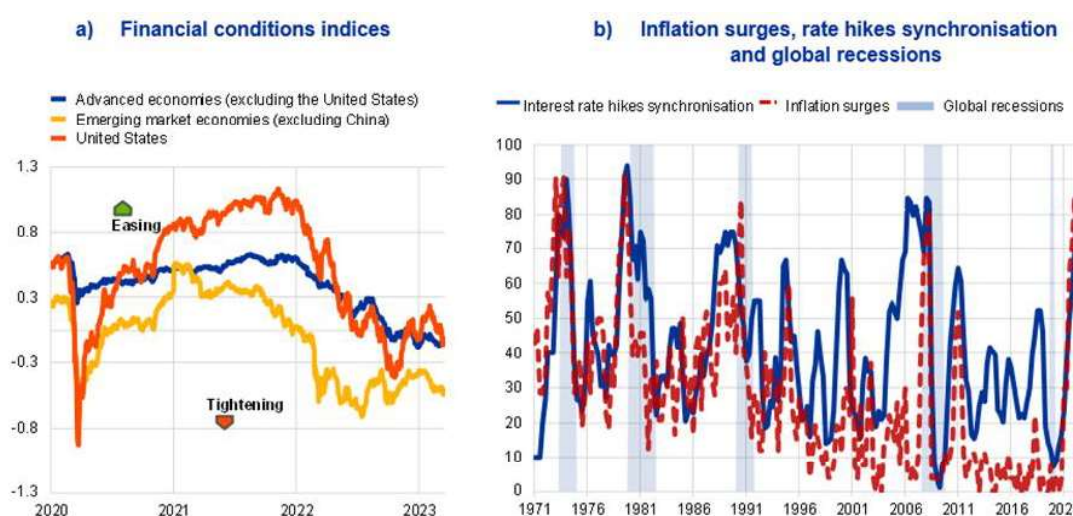 a) Financial conditions indices
Advanced economies (excluding the United States)
Emerging market economies (excluding China)
United States
1.3
0.8
0.3
-0.3
-0.8
-1.3
Easing
Tightening
2020 2021 2022 2023
b) Inflation surges, rate hikes synchronisation
and global recessions
Interest rate hikes synchronisation Inflation surges Global recessions
100
90
80
70
60
50
40
30
20
10
0
1971 1976 1981 1986 1991 1996 2001 2006 2011 2016